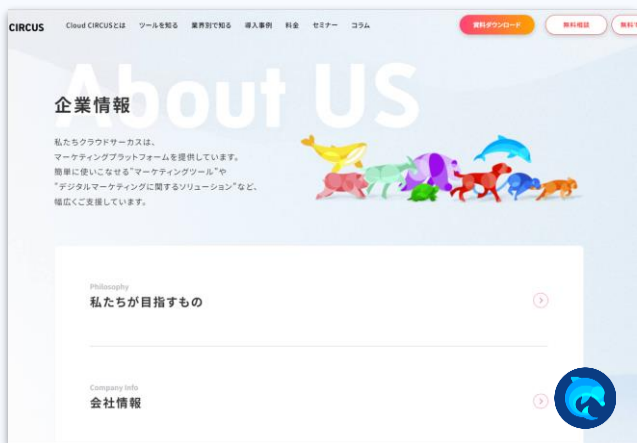 CIRCUS
Cloud CIRCUSとは ツールを知る 業界別で知る 導入事例 料金 セミナー コラム
資料ダウンロード 無料相談 無料
About US
企業情報
私たちクラウドサーカスは、
マーケティングプラットフォームを提供しています。
簡単に使いこなせる"マーケティングツール"や
"デジタルマーケティングに関するソリューション"など、
幅広くご支援しています。
Philosophy
私たちが目指すもの
Company Info
会社情報